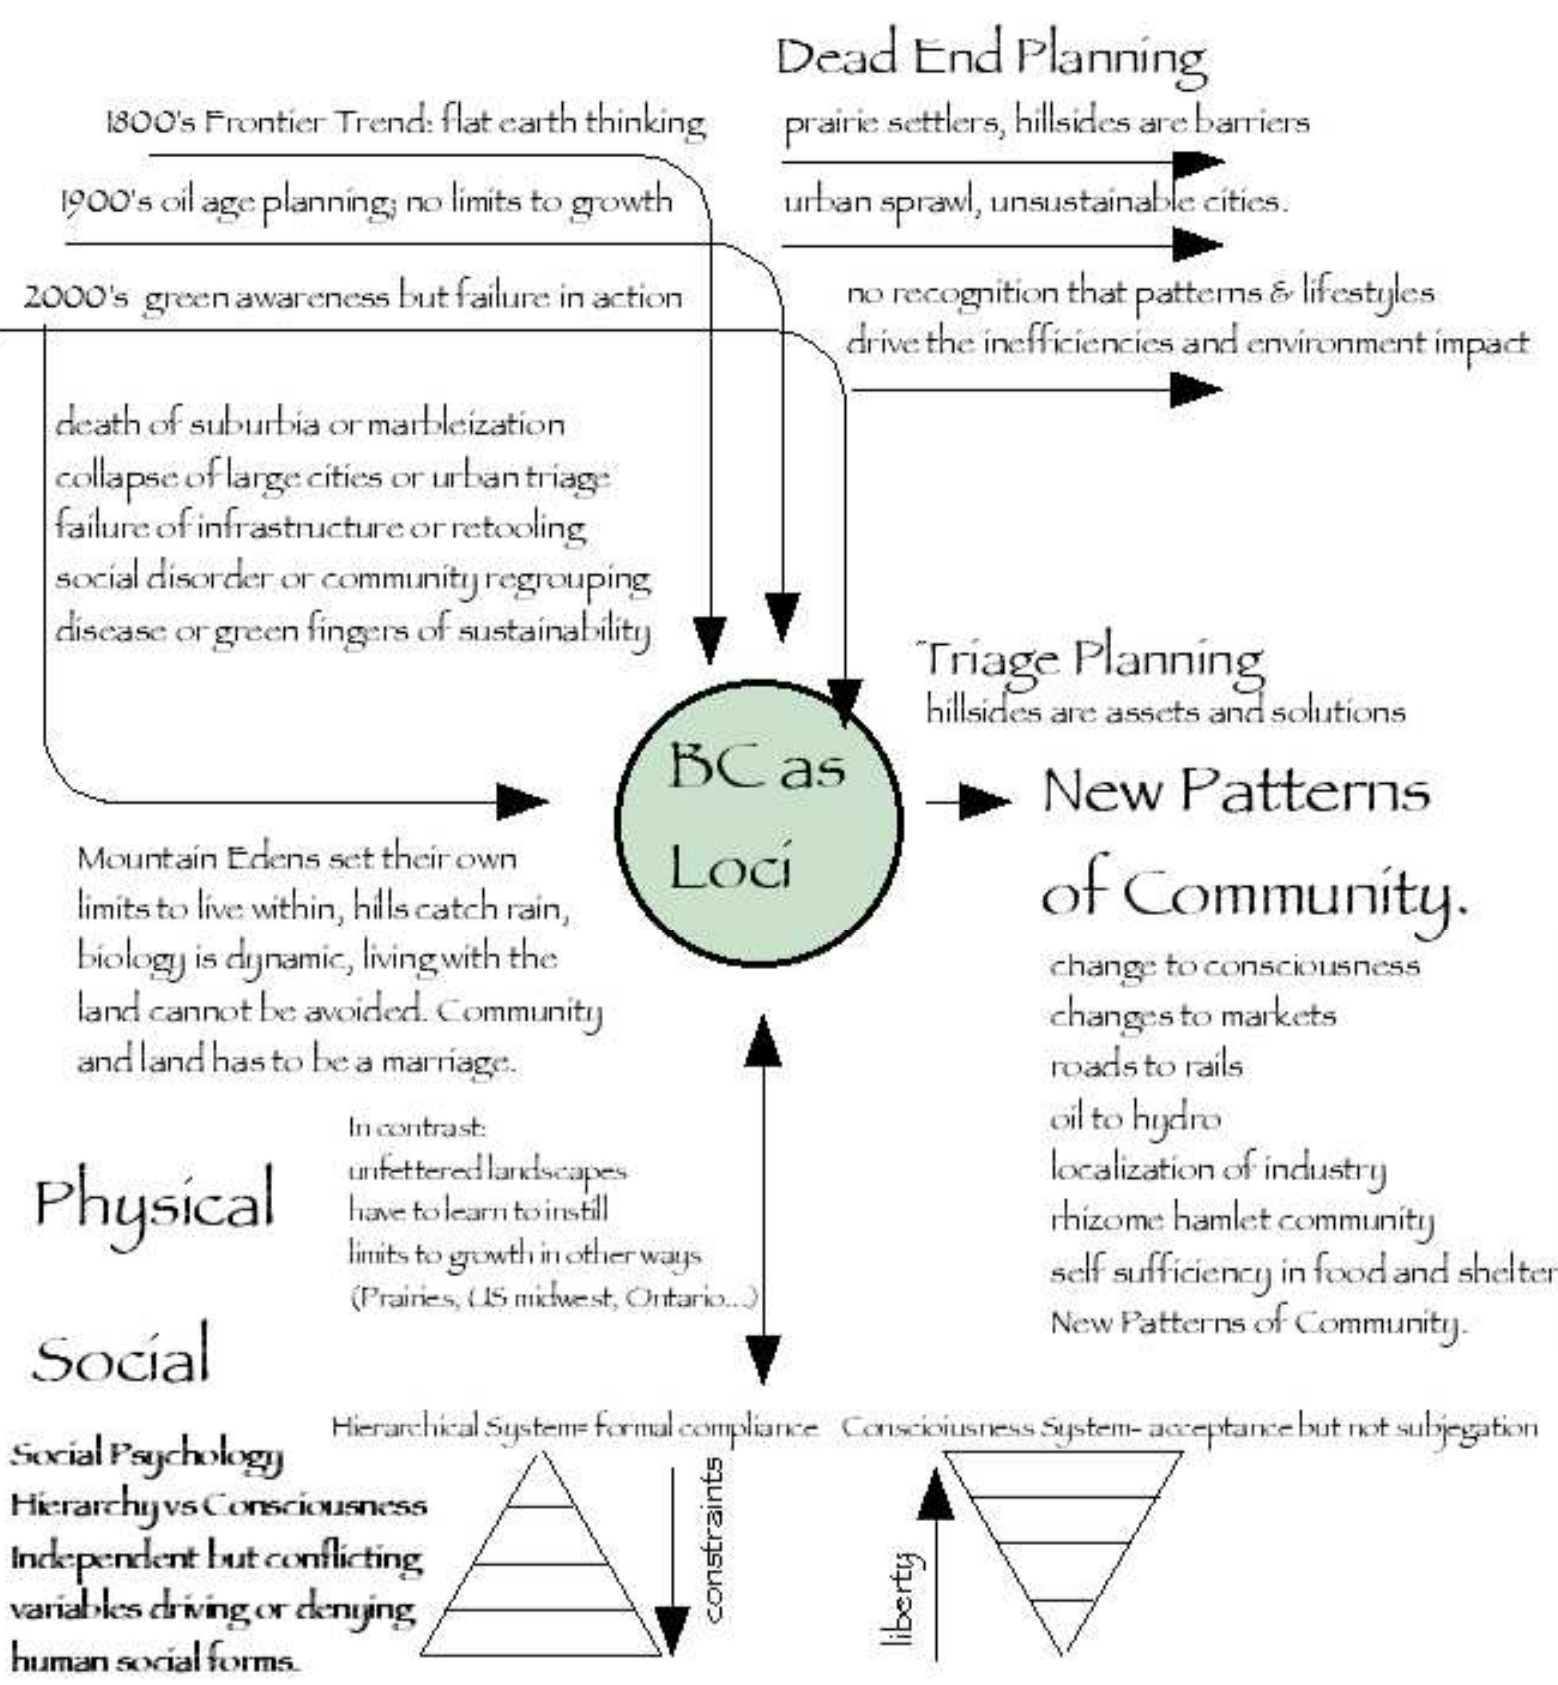 Dead End Planning
1800's Frontier Trend: flat earth thinking
prairie settlers, hillsides are barriers
1900's oil age planning; no limits to growth
urban sprawl, unsustainable cities.
2000's green awareness but failure in action
no recognition that patterns & lifestyles
drive the inefficiencies and environment impact
death of suburbia or marbleization
collapse of large cities or urban triage
failure of infrastructure or retooling
social disorder or community regrouping
disease or green fingers of sustainability
Triage Planning
hillsides are assets and solutions
BC as
Loci
New Patterns
of Community.
Mountain Edens set their own
limits to live within, hills catch rain,
biology is dynamic, living with the
land cannot be avoided. Community
and land has to be a marriage.
change to consciousness
changes to markets
roads to rails
oil to hydro
localization of industry
rhizome hamlet community
self sufficiency in food and shelter
New Patterns of Community.
In contrast:
unfettered landscapes
have to learn to instill
limits to growth in other ways
(Prairies, US midwest, Ontario...)
Physical
Social
Social Psychology
Hierarchy vs Consciousness
Independent but conflicting
variables driving or denying
human social forms.
Hierarchical System= formal compliance
constraints
Conscioiusness System- acceptance but not subjegation
liberty